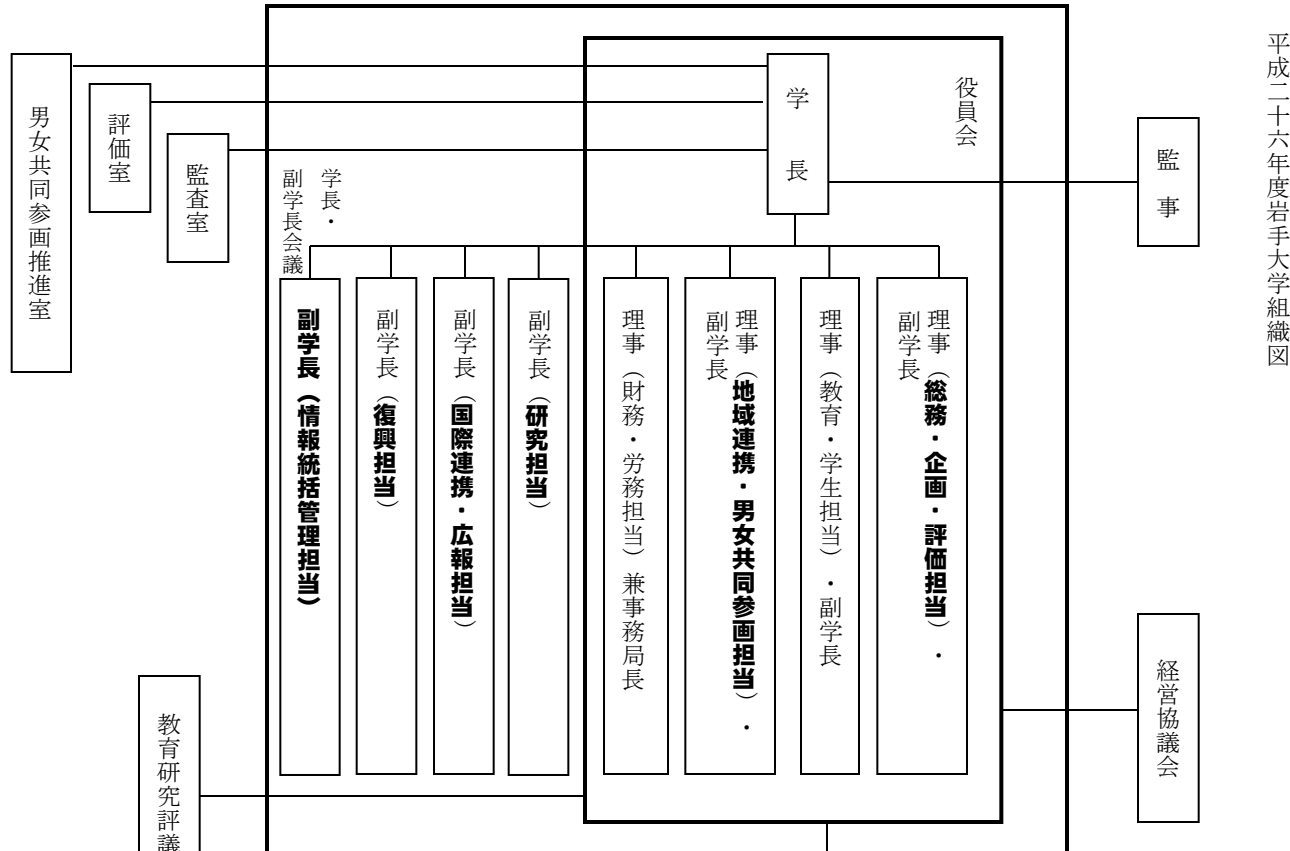 平成二十六年度岩手大学組織図
監　事
経営協議会
役員会
学　長
理事（総務・企画・評価担当）・
副学長
理事（教育・学生担当）・副学長
理事（地域連携・男女共同参画担当）・
副学長
理事（財務・労務担当）兼事務局長
副学長（研究担当）
副学長（国際連携・広報担当）
副学長（復興担当）
副学長（情報統括管理担当）
学長・
副学長会議
監査室
評価室
男女共同参画推進室
教育研究評議